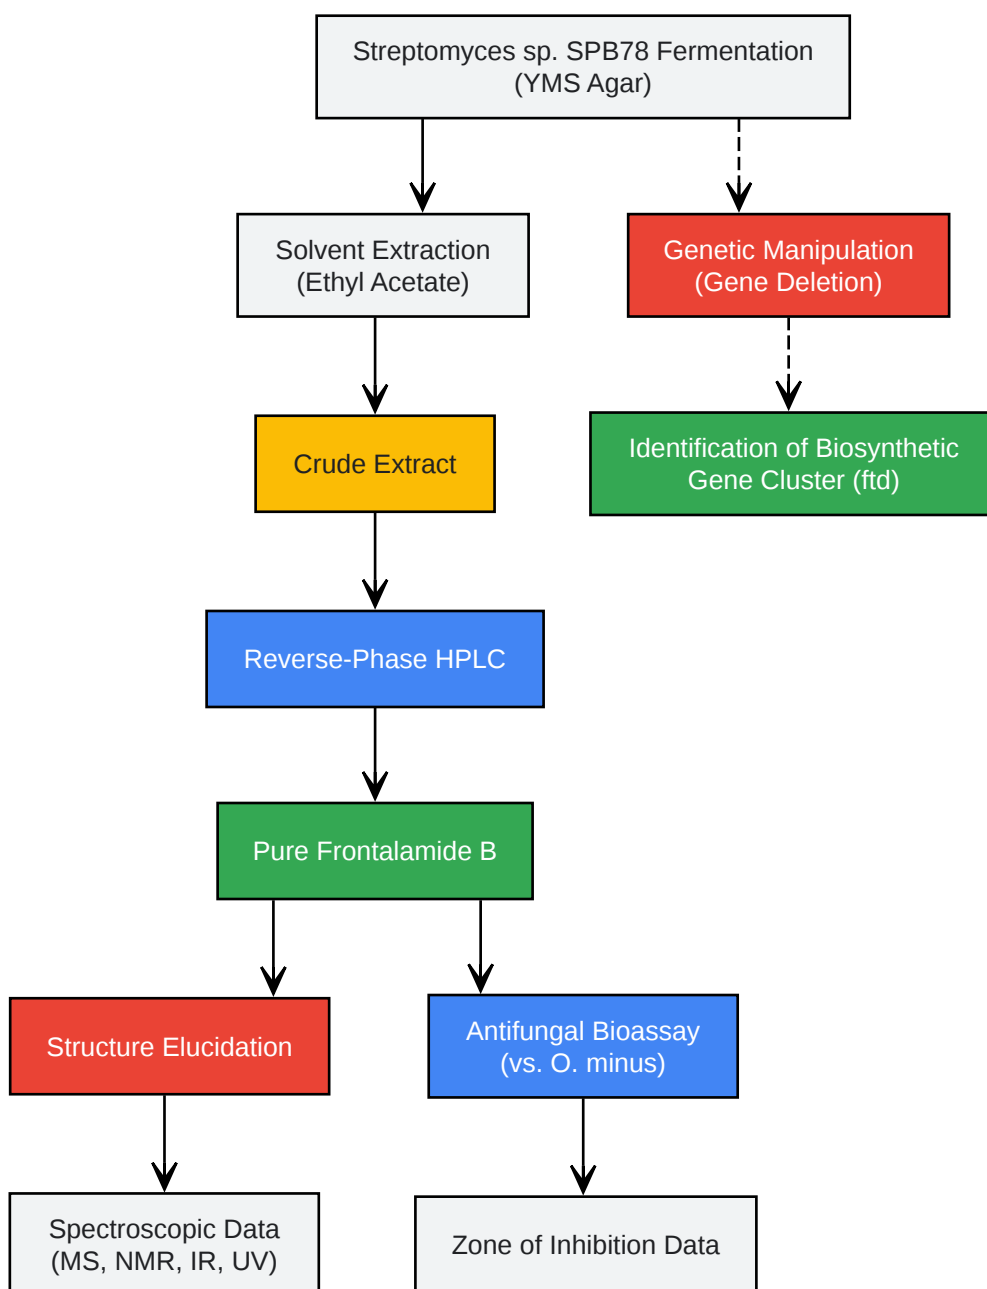 Streptomyces sp. SPB78 Fermentation
(YMS Agar)
Solvent Extraction
(Ethyl Acetate)
Genetic Manipulation
(Gene Deletion)
Crude Extract
Identification of Biosynthetic
Gene Cluster (ftd)
Reverse-Phase HPLC
Pure Frontalamide B
Structure Elucidation
Antifungal Bioassay
(vs. O. minus)
Spectroscopic Data
(MS, NMR, IR, UV)
Zone of Inhibition Data